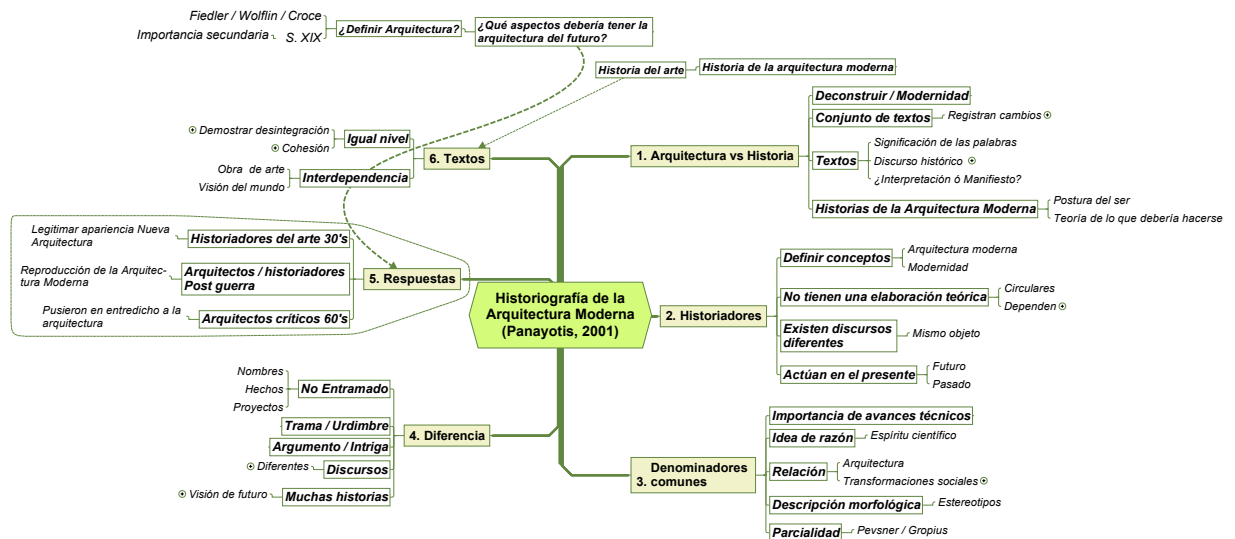 Fiedler / Wolflin / Croce
Importancia secundaria
S. XIX
¿Definir Arquitectura?
¿Qué aspectos debería tener la
arquitectura del futuro?
Historia del arte
Historia de la arquitectura moderna
Historiografía de la
Arquitectura Moderna
(Panayotis, 2001)
1. Arquitectura vs Historia
Deconstruir / Modernidad
Conjunto de textos
Registran cambios
Textos
Significación de las palabras
Discurso histórico
¿Interpretación ó Manifiesto?
Historias de la Arquitectura Moderna
Postura del ser
Teoría de lo que debería hacerse
2. Historiadores
Definir conceptos
Arquitectura moderna
Modernidad
No tienen una elaboración teórica
Circulares
Dependen
Existen discursos
diferentes
Mismo objeto
Actúan en el presente
Futuro
Pasado
Denominadores
3. comunes
Importancia de avances técnicos
Idea de razón
Espíritu científico
Relación
Arquitectura
Transformaciones sociales
Descripción morfológica
Estereotipos
Parcialidad
Pevsner / Gropius
4. Diferencia
No Entramado
Nombres
Hechos
Proyectos
Trama / Urdimbre
Argumento / Intriga
Discursos
Diferentes
Muchas historias
Visión de futuro
5. Respuestas
Historiadores del arte 30's
Legitimar apariencia Nueva
Arquitectura
Arquitectos / historiadores
Post guerra
Reproducción de la Arquitec-
tura Moderna
Arquitectos críticos 60's
Pusieron en entredicho a la
arquitectura
6. Textos
Igual nivel
Demostrar desintegración
Cohesión
Interdependencia
Obra de arte
Visión del mundo